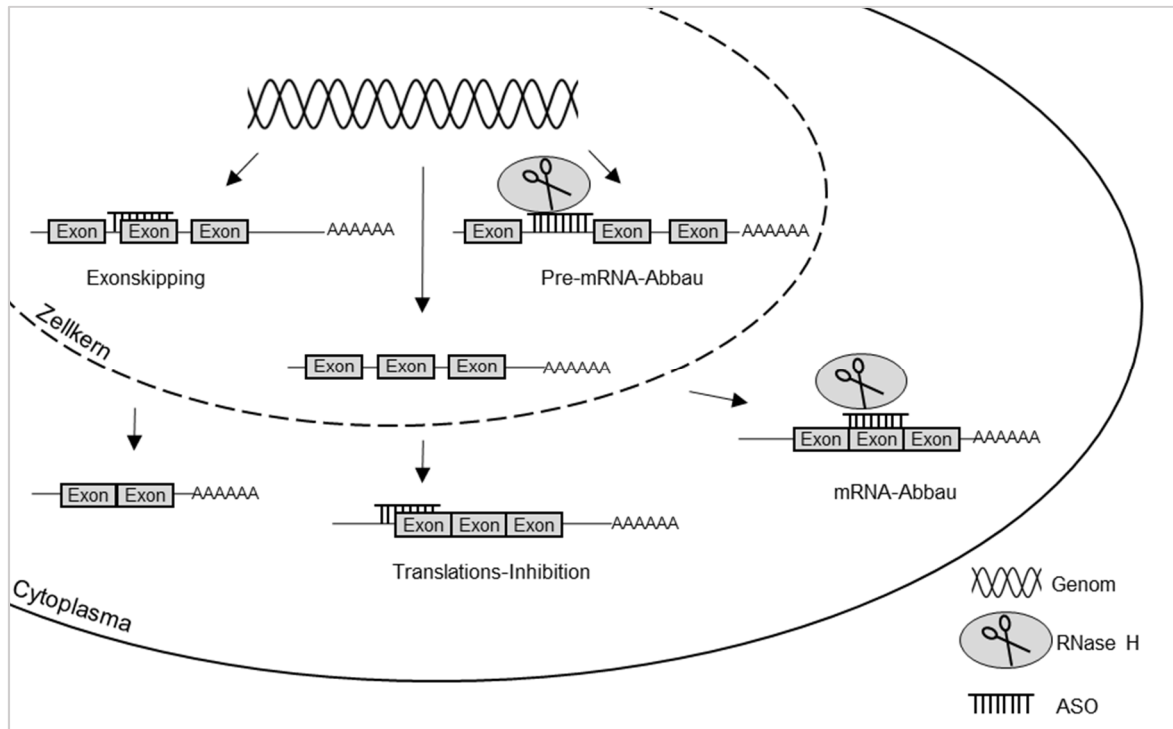 Exon Exon Exon AAAAAA
Exonskipping
Exon Exon Exon AAAAAA
Pre-mRNA-Abbau
Zellkern
Exon Exon Exon AAAAAA
Exon Exon Exon AAAAAA
mRNA-Abbau
Exon Exon AAAAAA
Exon Exon Exon AAAAAA
Translations-Inhibition
Cytoplasma
Genom
RNase H
ASO